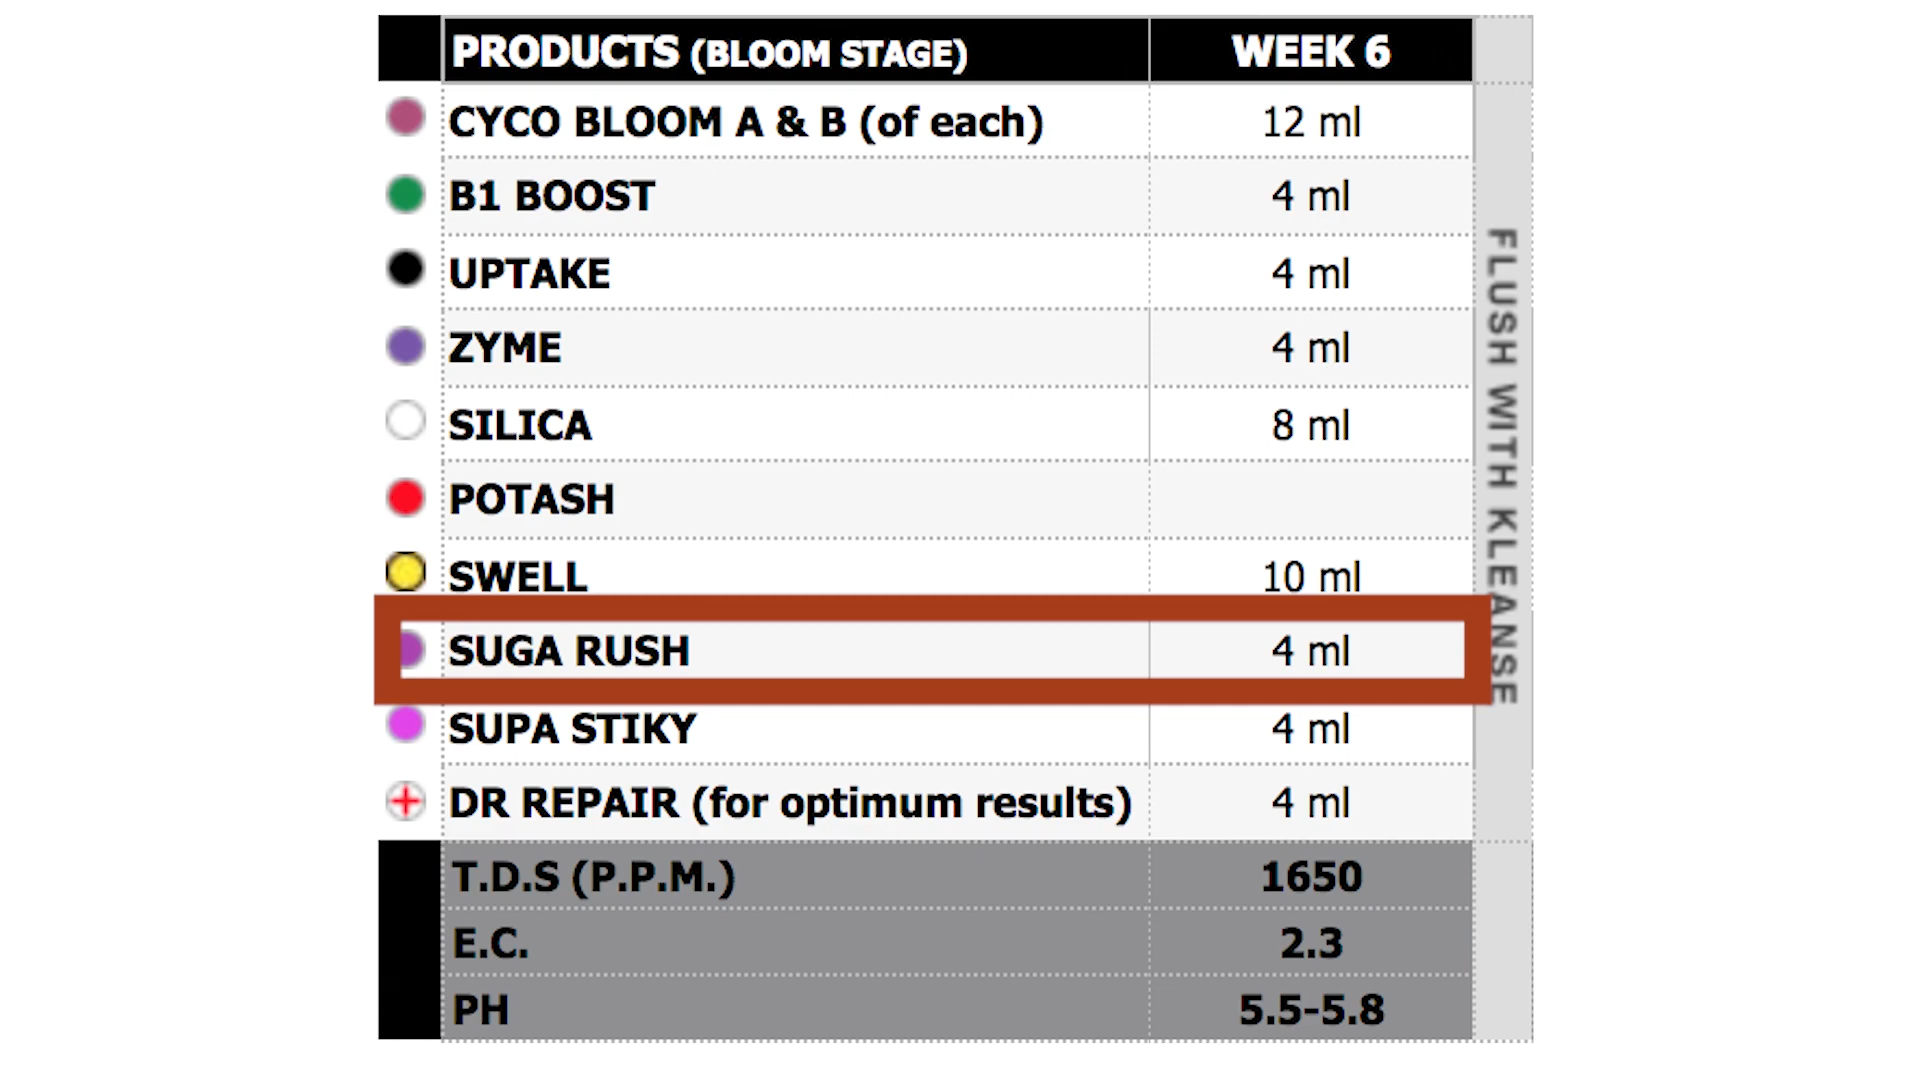 PRODUCTS (BLOOM STAGE) WEEK 6
CYCO BLOOM A & B (of each) 12 ml
B1 BOOST 4 ml
UPTAKE 4 ml
ZYME 4 ml
SILICA 8 ml
POTASH
SWELL 10 ml
SUGA RUSH 4 ml
SUPA STIKY 4 ml
DR REPAIR (for optimum results) 4 ml
T.D.S (P.P.M.) 1650
E.C. 2.3
PH 5.5-5.8
FLUSH WITH KLEANSE